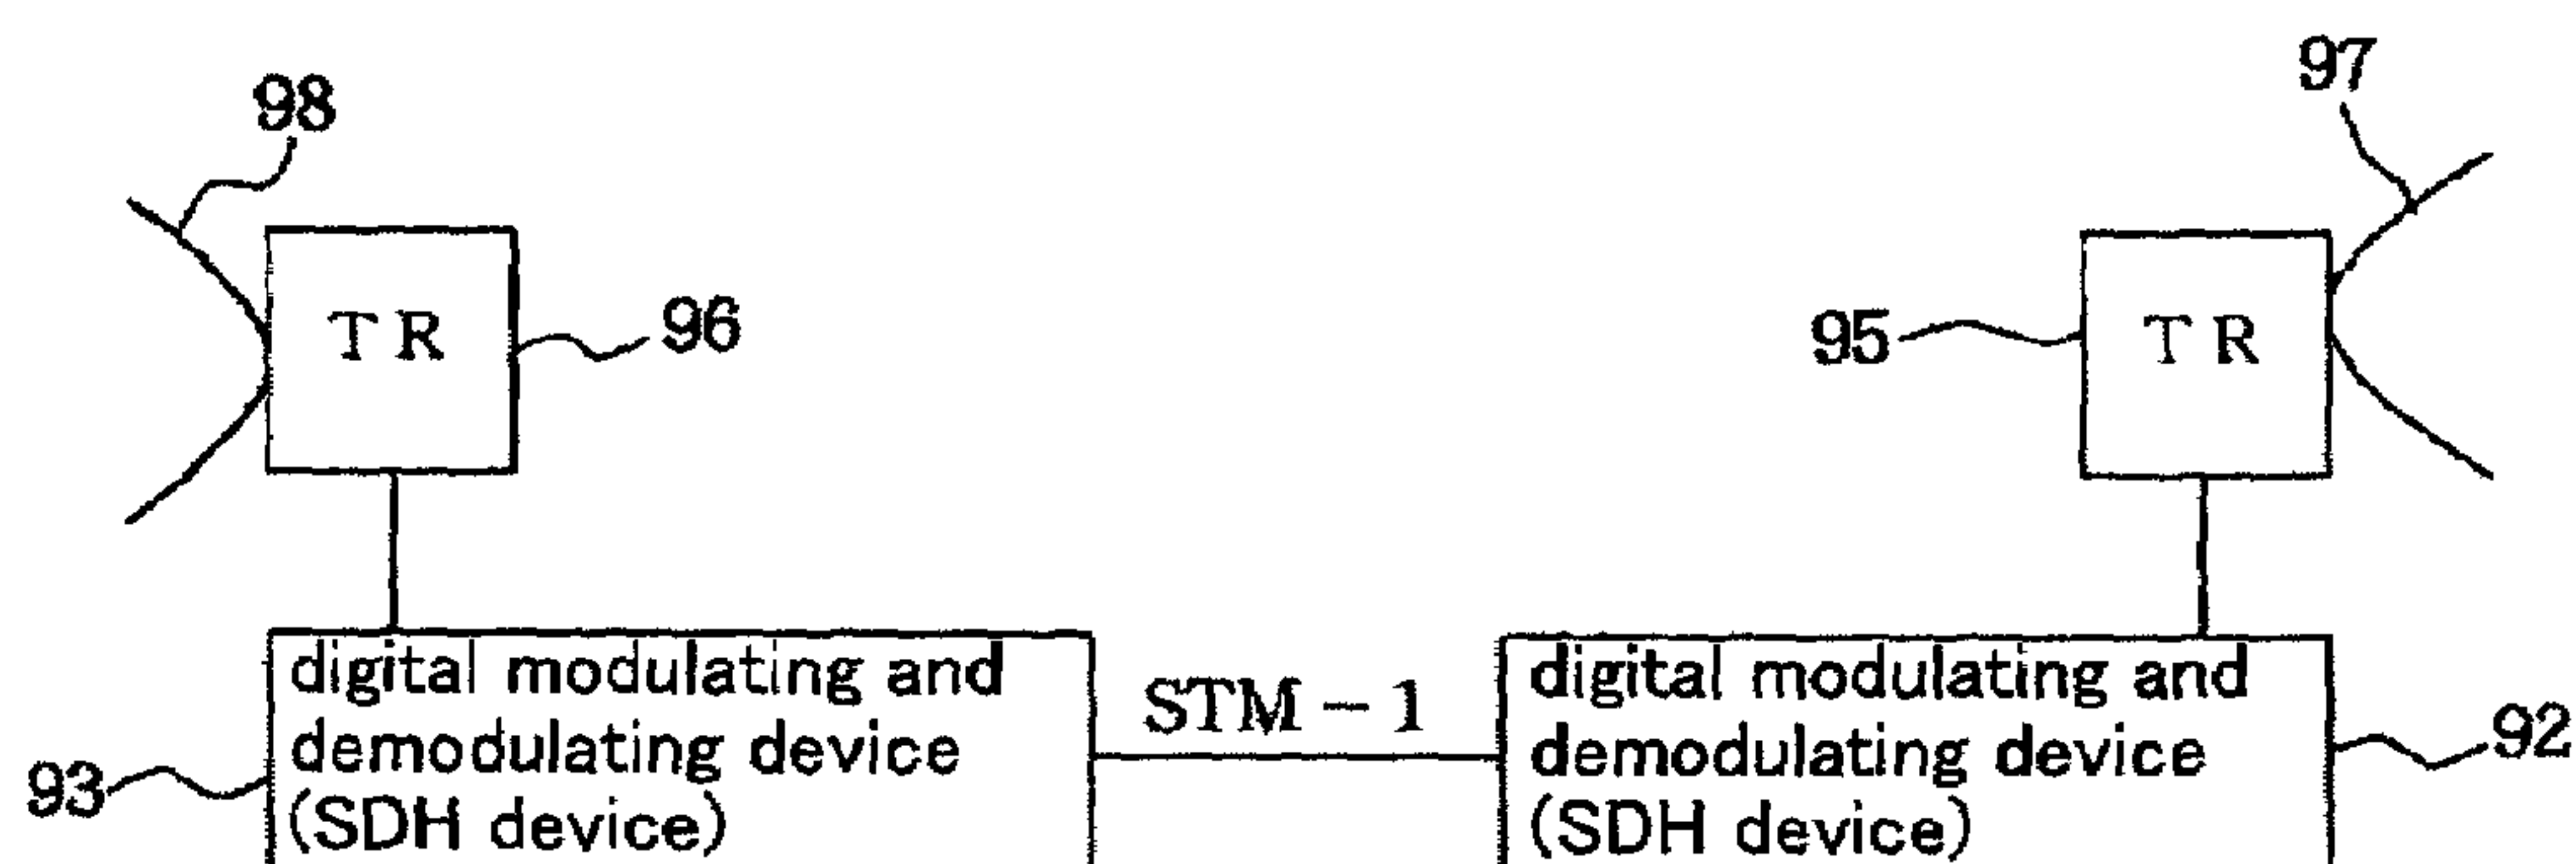 98
97
TR
96
95
TR
digital modulating and
demodulating device
(SDH device)
93
STM-1
digital modulating and
demodulating device
(SDH device)
92